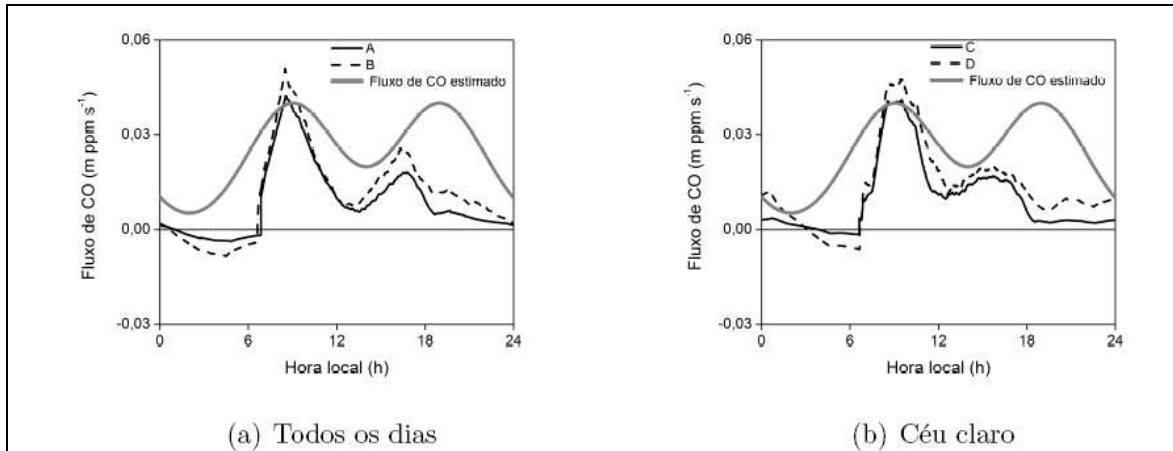 0,06
0,03
0,00
-0,03
Fluxo de CO (m ppm s⁻¹)
A
B
Fluxo de CO estimado
0 6 12 18 24
Hora local (h)
(a) Todos os dias
0,06
0,03
0,00
-0,03
Fluxo de CO (m ppm s⁻¹)
C
D
Fluxo de CO estimado
0 6 12 18 24
Hora local (h)
(b) Céu claro